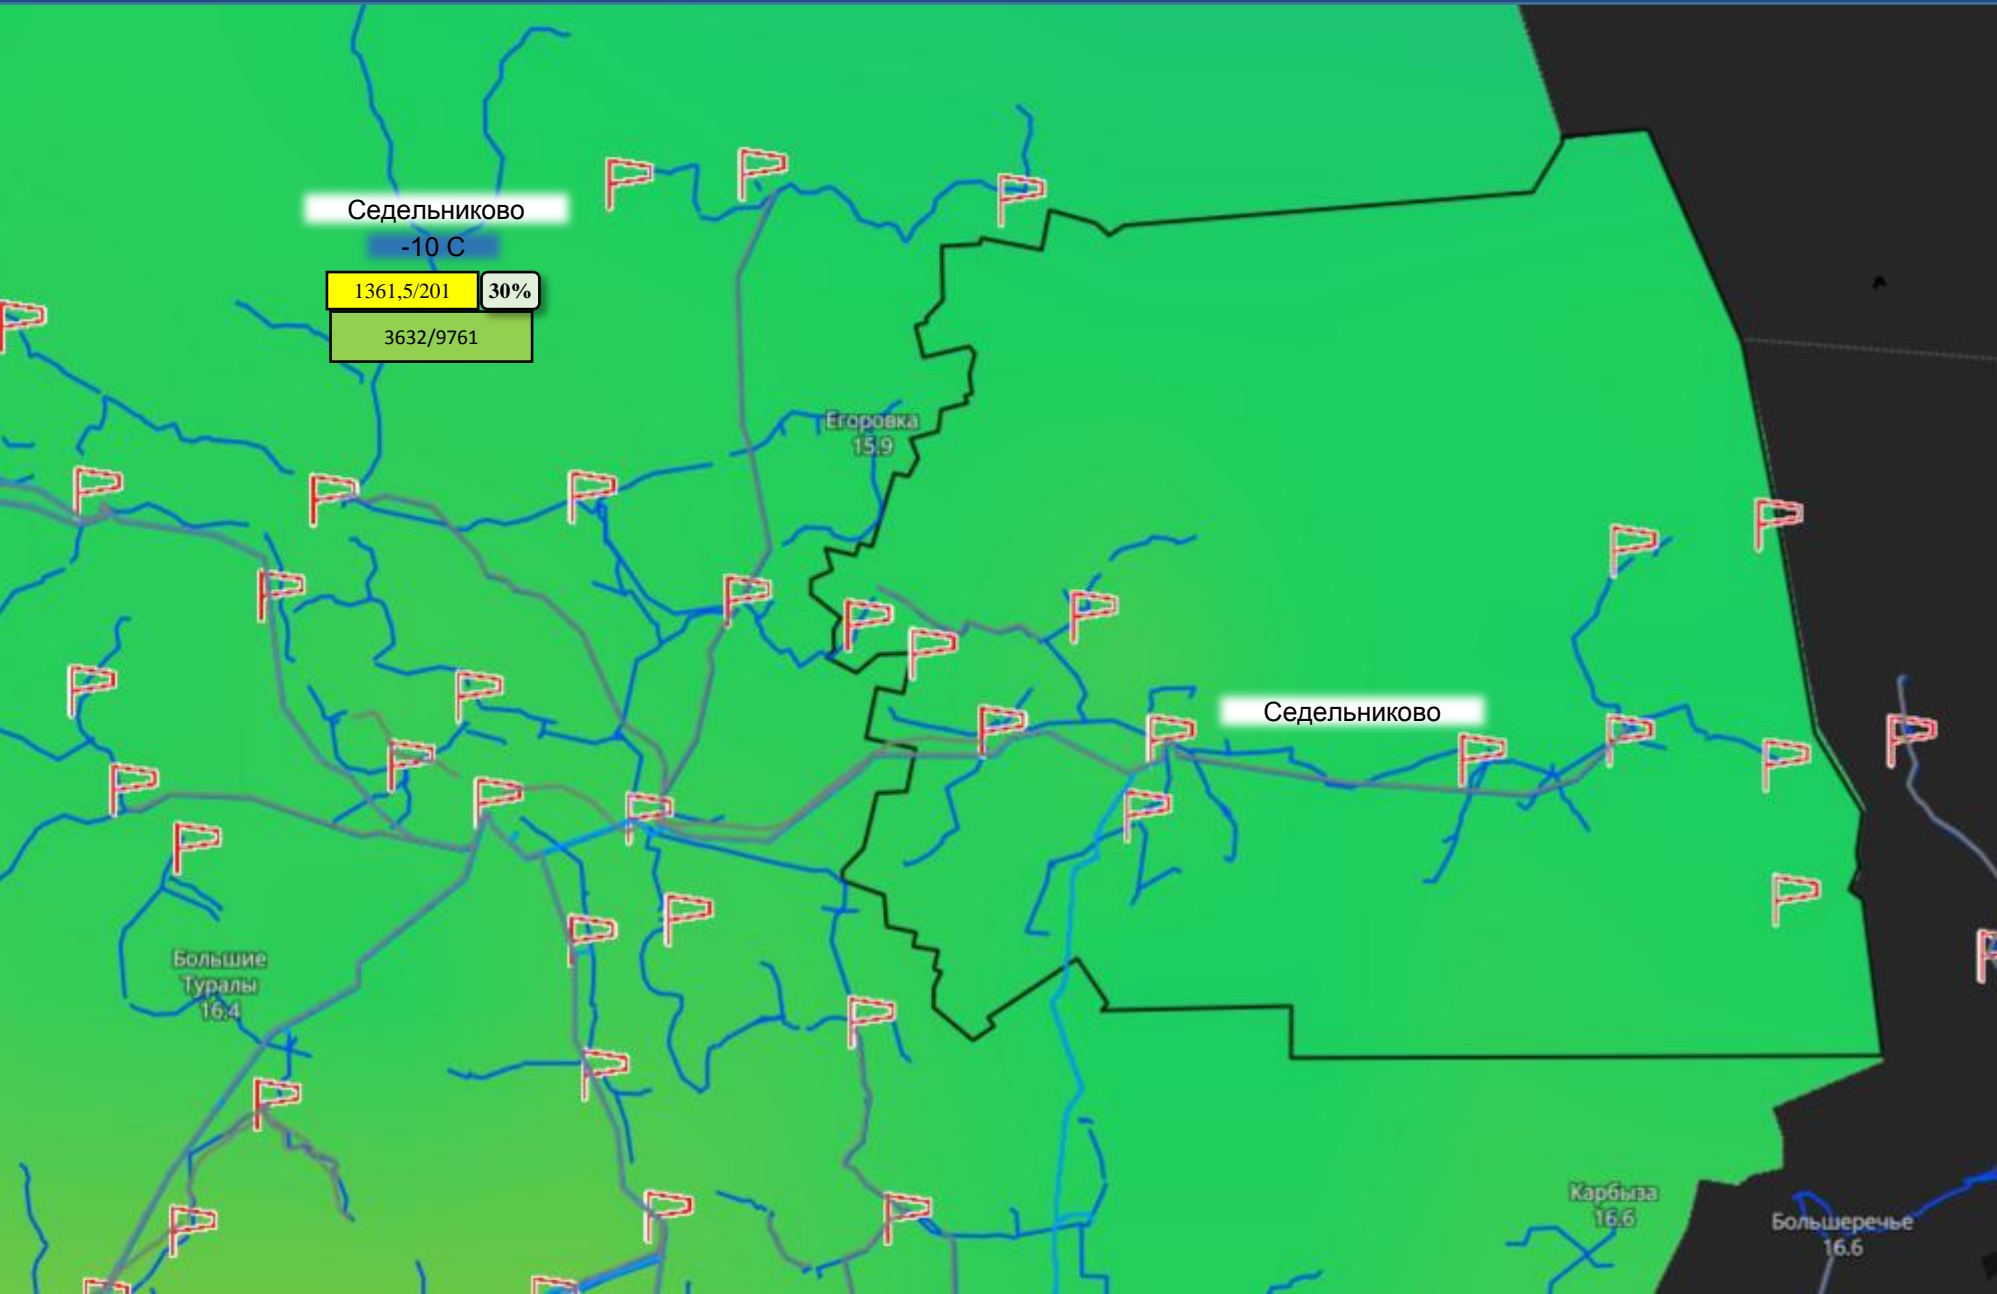 Седельниково
-10 С
1361,5/201
30%
3632/9761
Егоровка
15.9
Седельниково
Большие
Туралы
16.4
Карбыза
16.6
Большеречье
16.6